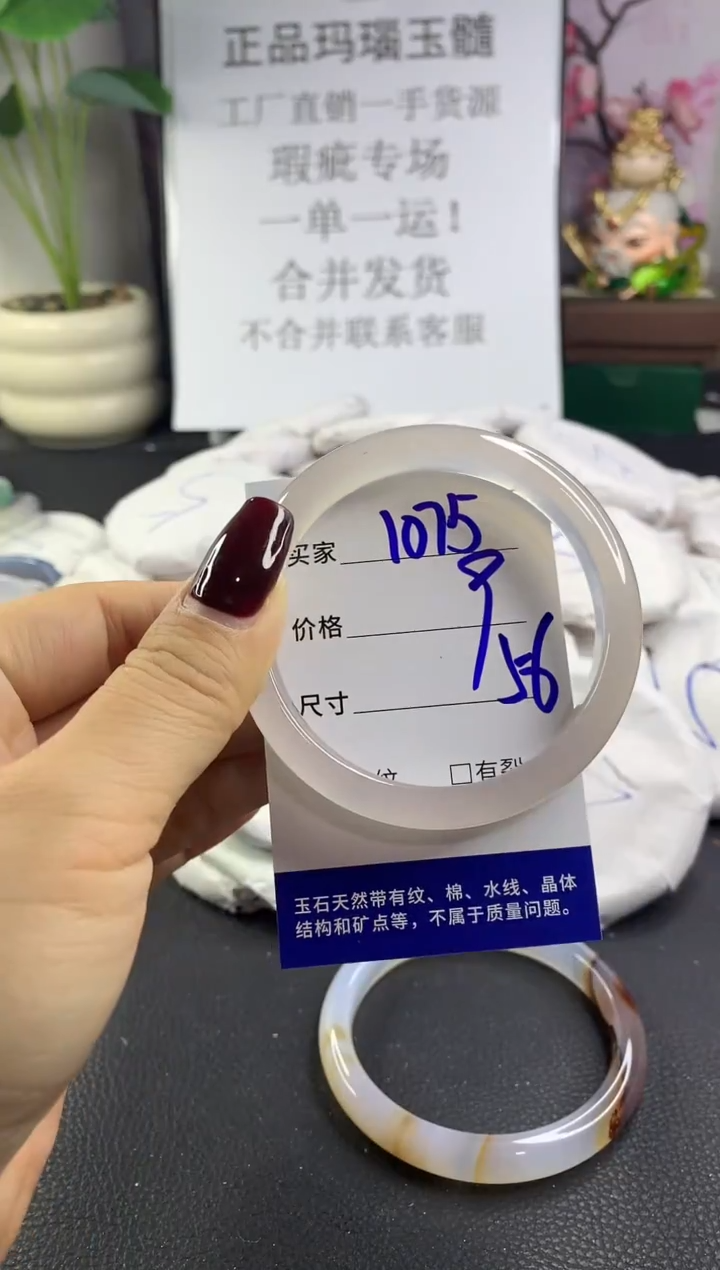 正品玛瑙玉髓
工厂直销一手货源
瑕疵专场
一单一运！
合并发货
不合并联系客服
买家 1075
价格
尺寸 56
纹 □有裂
玉石天然带有纹、棉、水线、晶体
结构和矿点等，不属于质量问题。